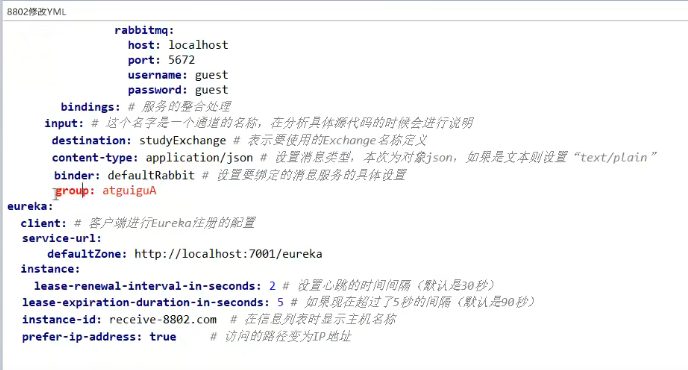 8802修改YML
rabbitmq:
host: localhost
port: 5672
username: guest
password: guest
bindings: # 服务的整合处理
input: # 这个名字是一个通道的名称，在分析具体源代码的时候会进行说明
destination: studyExchange # 表示要使用的Exchange名称定义
content-type: application/json # 设置消息类型，本次为对象json，如果是文本则设置“text/plain”
binder: defaultRabbit # 设置要绑定的消息服务的具体设置
group: atguiguA
eureka:
client: # 客户端进行Eureka注册的配置
service-url:
defaultZone: http://localhost:7001/eureka
instance:
lease-renewal-interval-in-seconds: 2 # 设置心跳的时间间隔（默认是30秒）
lease-expiration-duration-in-seconds: 5 # 如果现在超过了5秒的间隔（默认是90秒）
instance-id: receive-8802.com # 在信息列表时显示主机名称
prefer-ip-address: true # 访问的路径变为IP地址